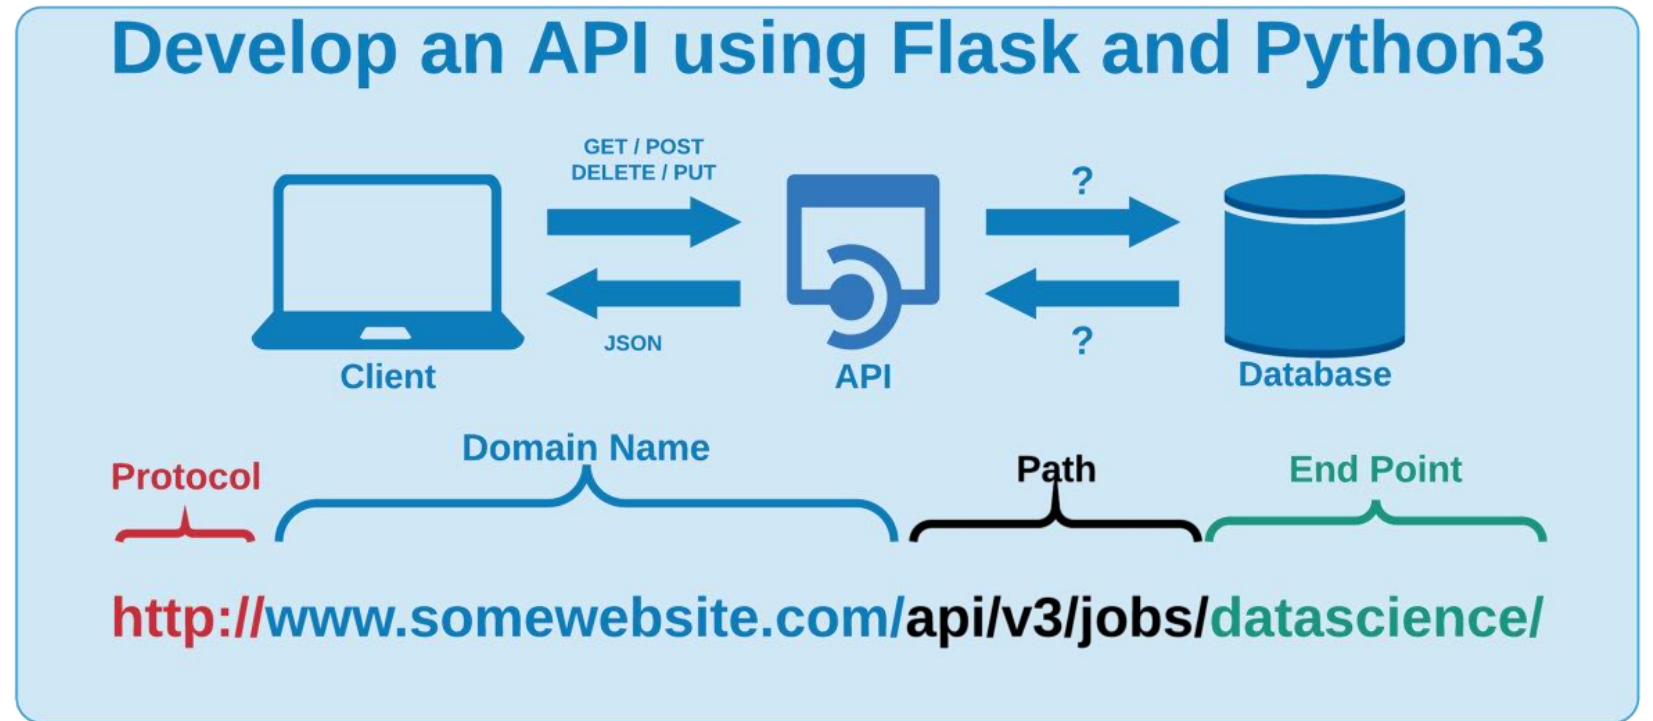 Develop an API using Flask and Python3
GET / POST
DELETE / PUT
?
JSON
?
Client
API
Database
Protocol
Domain Name
Path
End Point
http://www.somewebsite.com/api/v3/jobs/datascience/